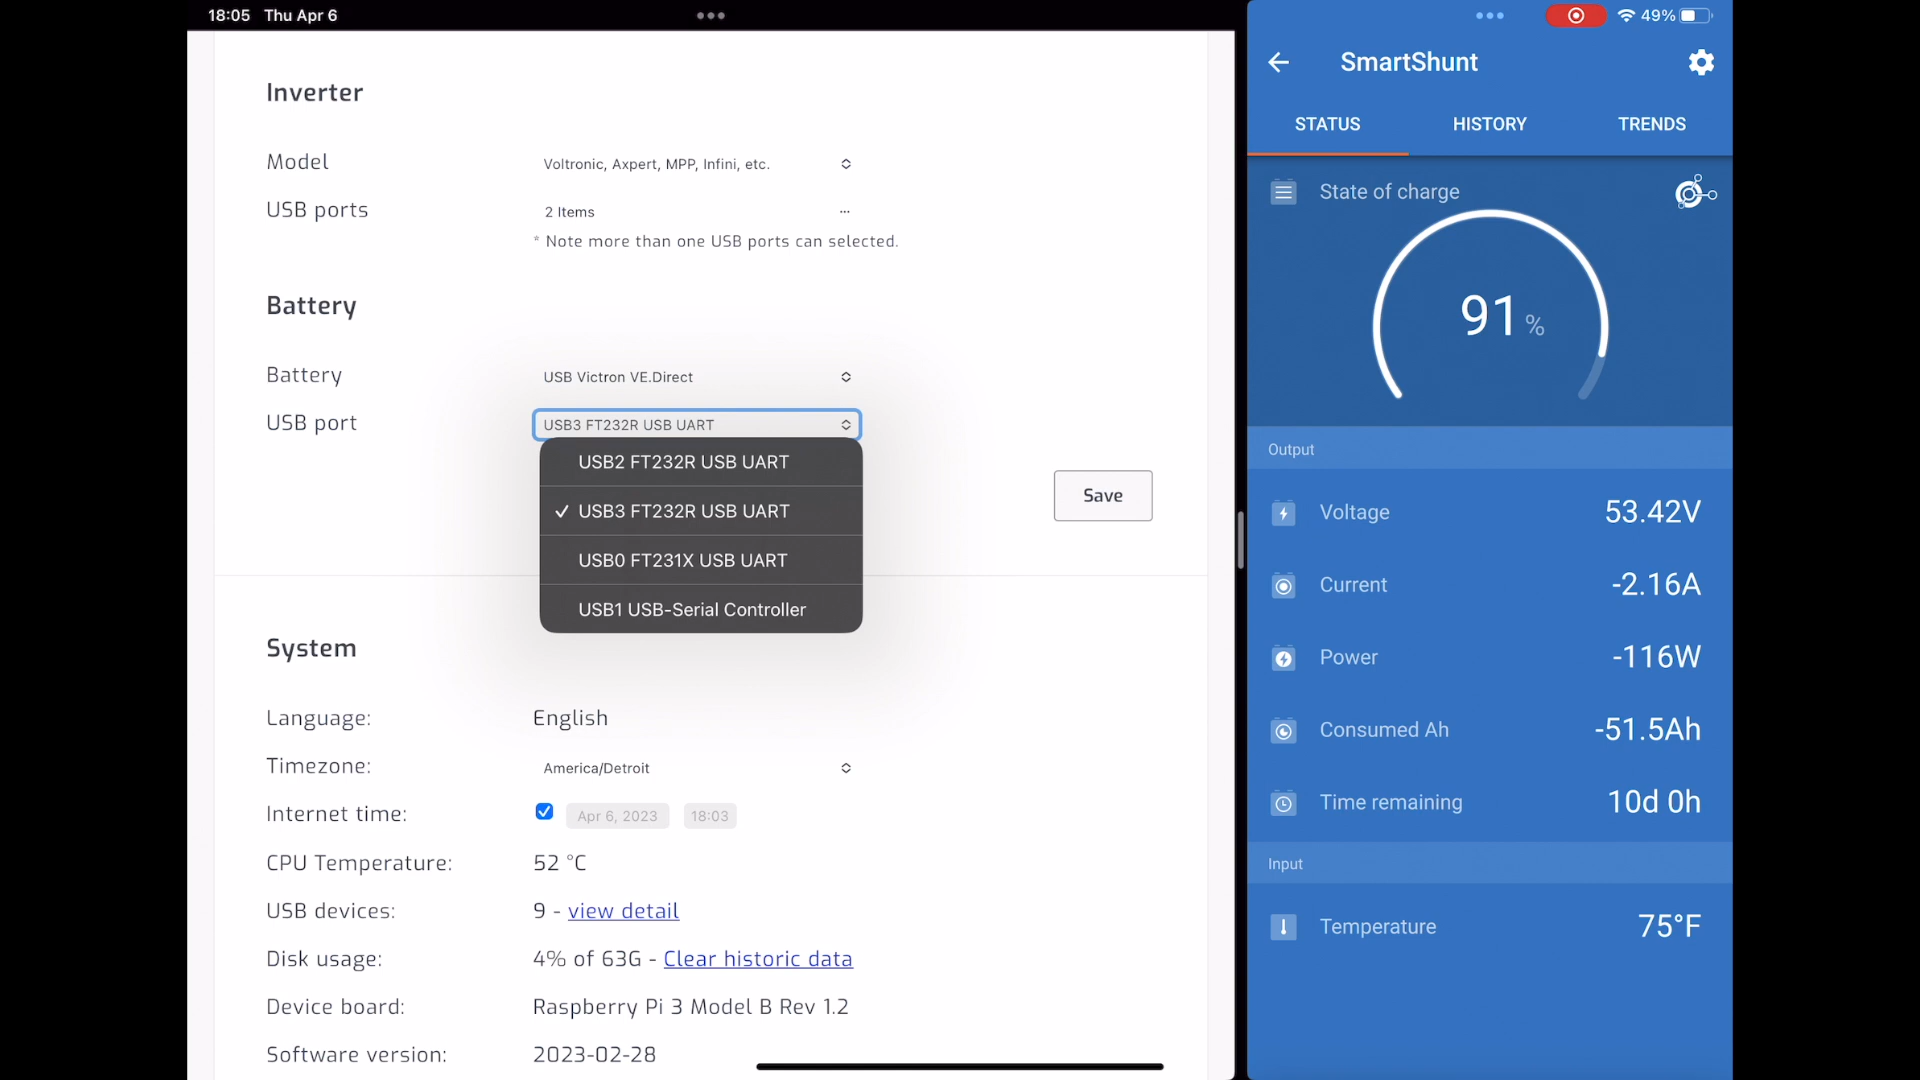 18:05 Thu Apr 6
Inverter
Model Voltronic, Axpert, MPP, Infini, etc.
USB ports 2 Items
* Note more than one USB ports can selected.
Battery
Battery USB Victron VE.Direct
USB port USB3 FT232R USB UART
USB2 FT232R USB UART
✓ USB3 FT232R USB UART
USB0 FT231X USB UART
USB1 USB-Serial Controller
Save
System
Language: English
Timezone: America/Detroit
Internet time: Apr 6, 2023 18:03
CPU Temperature: 52 °C
USB devices: 9 - view detail
Disk usage: 4% of 63G - Clear historic data
Device board: Raspberry Pi 3 Model B Rev 1.2
Software version: 2023-02-28
49%
SmartShunt
STATUS HISTORY TRENDS
State of charge
91 %
Output
Voltage 53.42V
Current -2.16A
Power -116W
Consumed Ah -51.5Ah
Time remaining 10d 0h
Input
Temperature 75°F